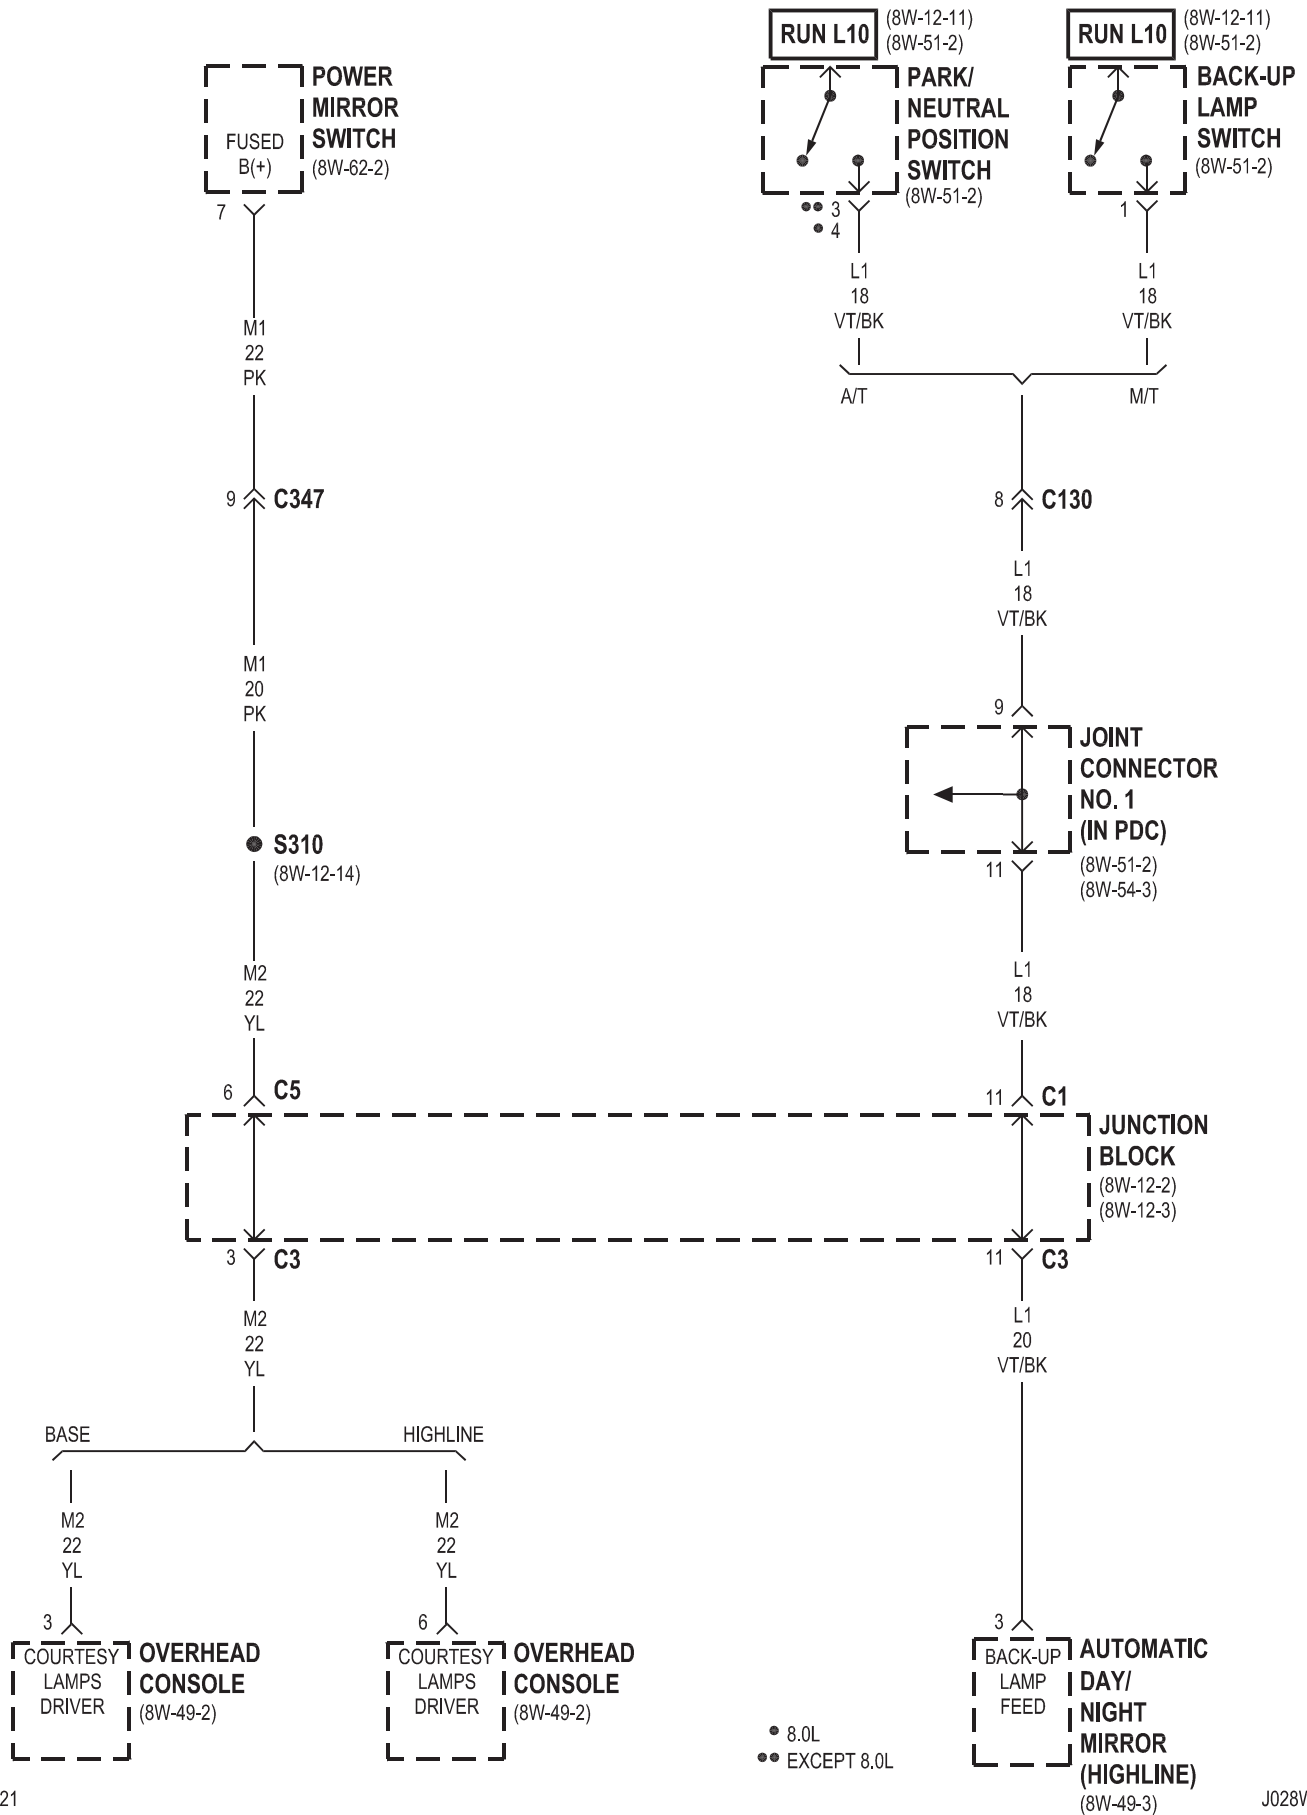 RUN L10
(8W-12-11)
(8W-51-2)
RUN L10
(8W-12-11)
(8W-51-2)
FUSED
B(+)
POWER
MIRROR
SWITCH
(8W-62-2)
PARK/
NEUTRAL
POSITION
SWITCH
(8W-51-2)
BACK-UP
LAMP
SWITCH
(8W-51-2)
7
●● 3
● 4
1
L1
18
VT/BK
L1
18
VT/BK
M1
22
PK
A/T
M/T
9
C347
8
C130
L1
18
VT/BK
M1
20
PK
9
JOINT
CONNECTOR
NO. 1
(IN PDC)
(8W-51-2)
(8W-54-3)
S310
(8W-12-14)
11
M2
22
YL
L1
18
VT/BK
6
C5
11
C1
JUNCTION
BLOCK
(8W-12-2)
(8W-12-3)
3
C3
11
C3
M2
22
YL
L1
20
VT/BK
BASE
HIGHLINE
M2
22
YL
M2
22
YL
3
6
3
COURTESY
LAMPS
DRIVER
OVERHEAD
CONSOLE
(8W-49-2)
COURTESY
LAMPS
DRIVER
OVERHEAD
CONSOLE
(8W-49-2)
BACK-UP
LAMP
FEED
AUTOMATIC
DAY/
NIGHT
MIRROR
(HIGHLINE)
(8W-49-3)
● 8.0L
●● EXCEPT 8.0L
21
J028W